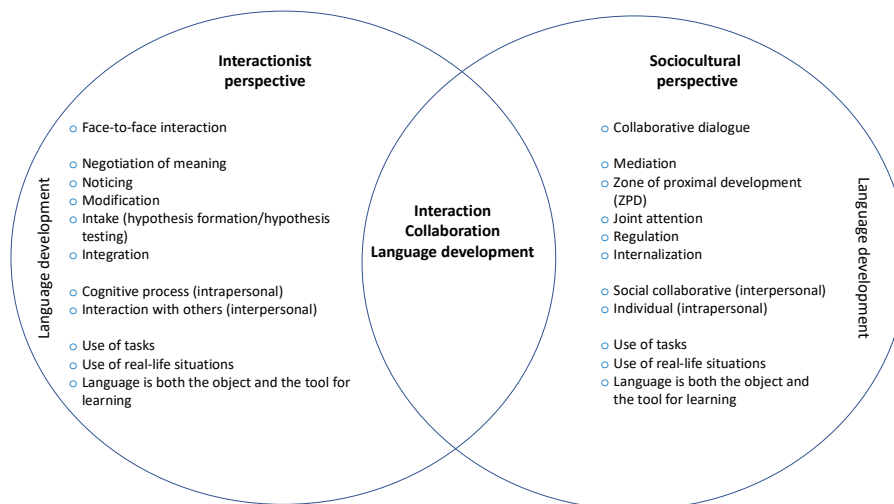 Interactionist
perspective
Language development
○ Face-to-face interaction
○ Negotiation of meaning
○ Noticing
○ Modification
○ Intake (hypothesis formation/hypothesis
testing)
○ Integration
○ Cognitive process (intrapersonal)
○ Interaction with others (interpersonal)
○ Use of tasks
○ Use of real-life situations
○ Language is both the object and the tool for
learning
Interaction
Collaboration
Language development
Sociocultural
perspective
○ Collaborative dialogue
○ Mediation
○ Zone of proximal development
(ZPD)
○ Joint attention
○ Regulation
○ Internalization
○ Social collaborative (interpersonal)
○ Individual (intrapersonal)
○ Use of tasks
○ Use of real-life situations
○ Language is both the object and
the tool for learning
Language development